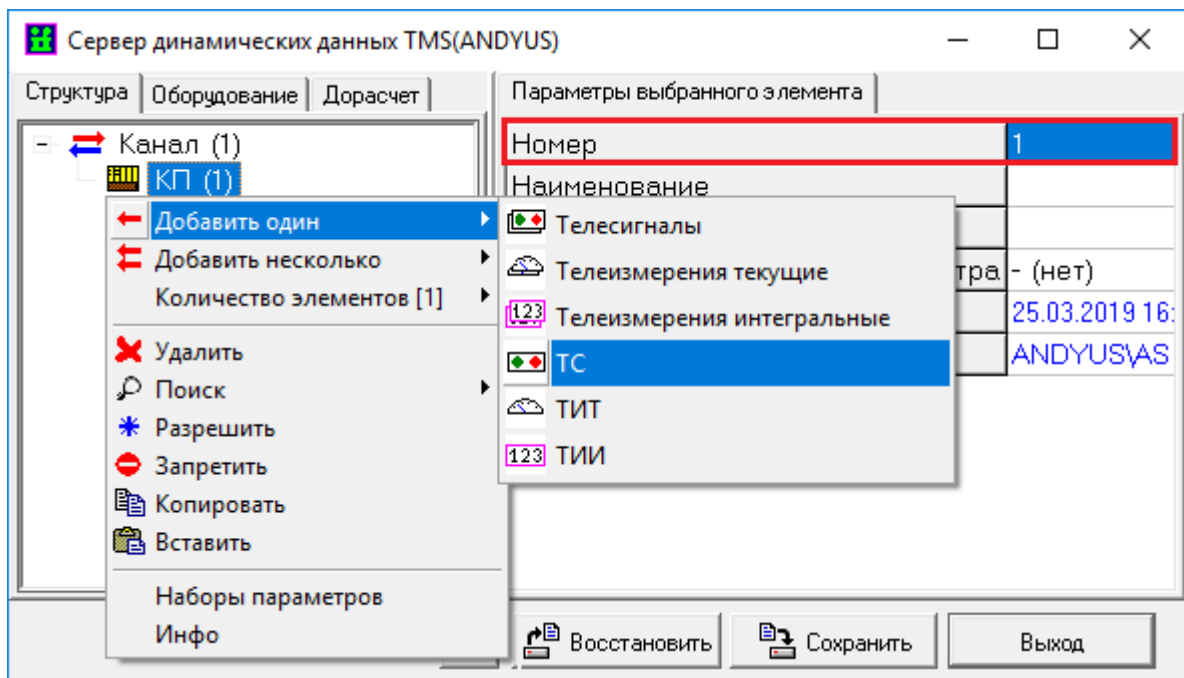 Сервер динамических данных TMS(ANDYUS)
Структура Оборудование Дорасчет
Параметры выбранного элемента
Канал (1)
КП (1)
Номер 1
Наименование
тра - (нет)
25.03.2019 16:
ANDYUS\AS
Добавить один
Добавить несколько
Количество элементов [1]
Удалить
Поиск
Разрешить
Запретить
Копировать
Вставить
Наборы параметров
Инфо
Телесигналы
Телеизмерения текущие
123 Телеизмерения интегральные
ТС
ТИТ
123 ТИИ
Восстановить Сохранить Выход